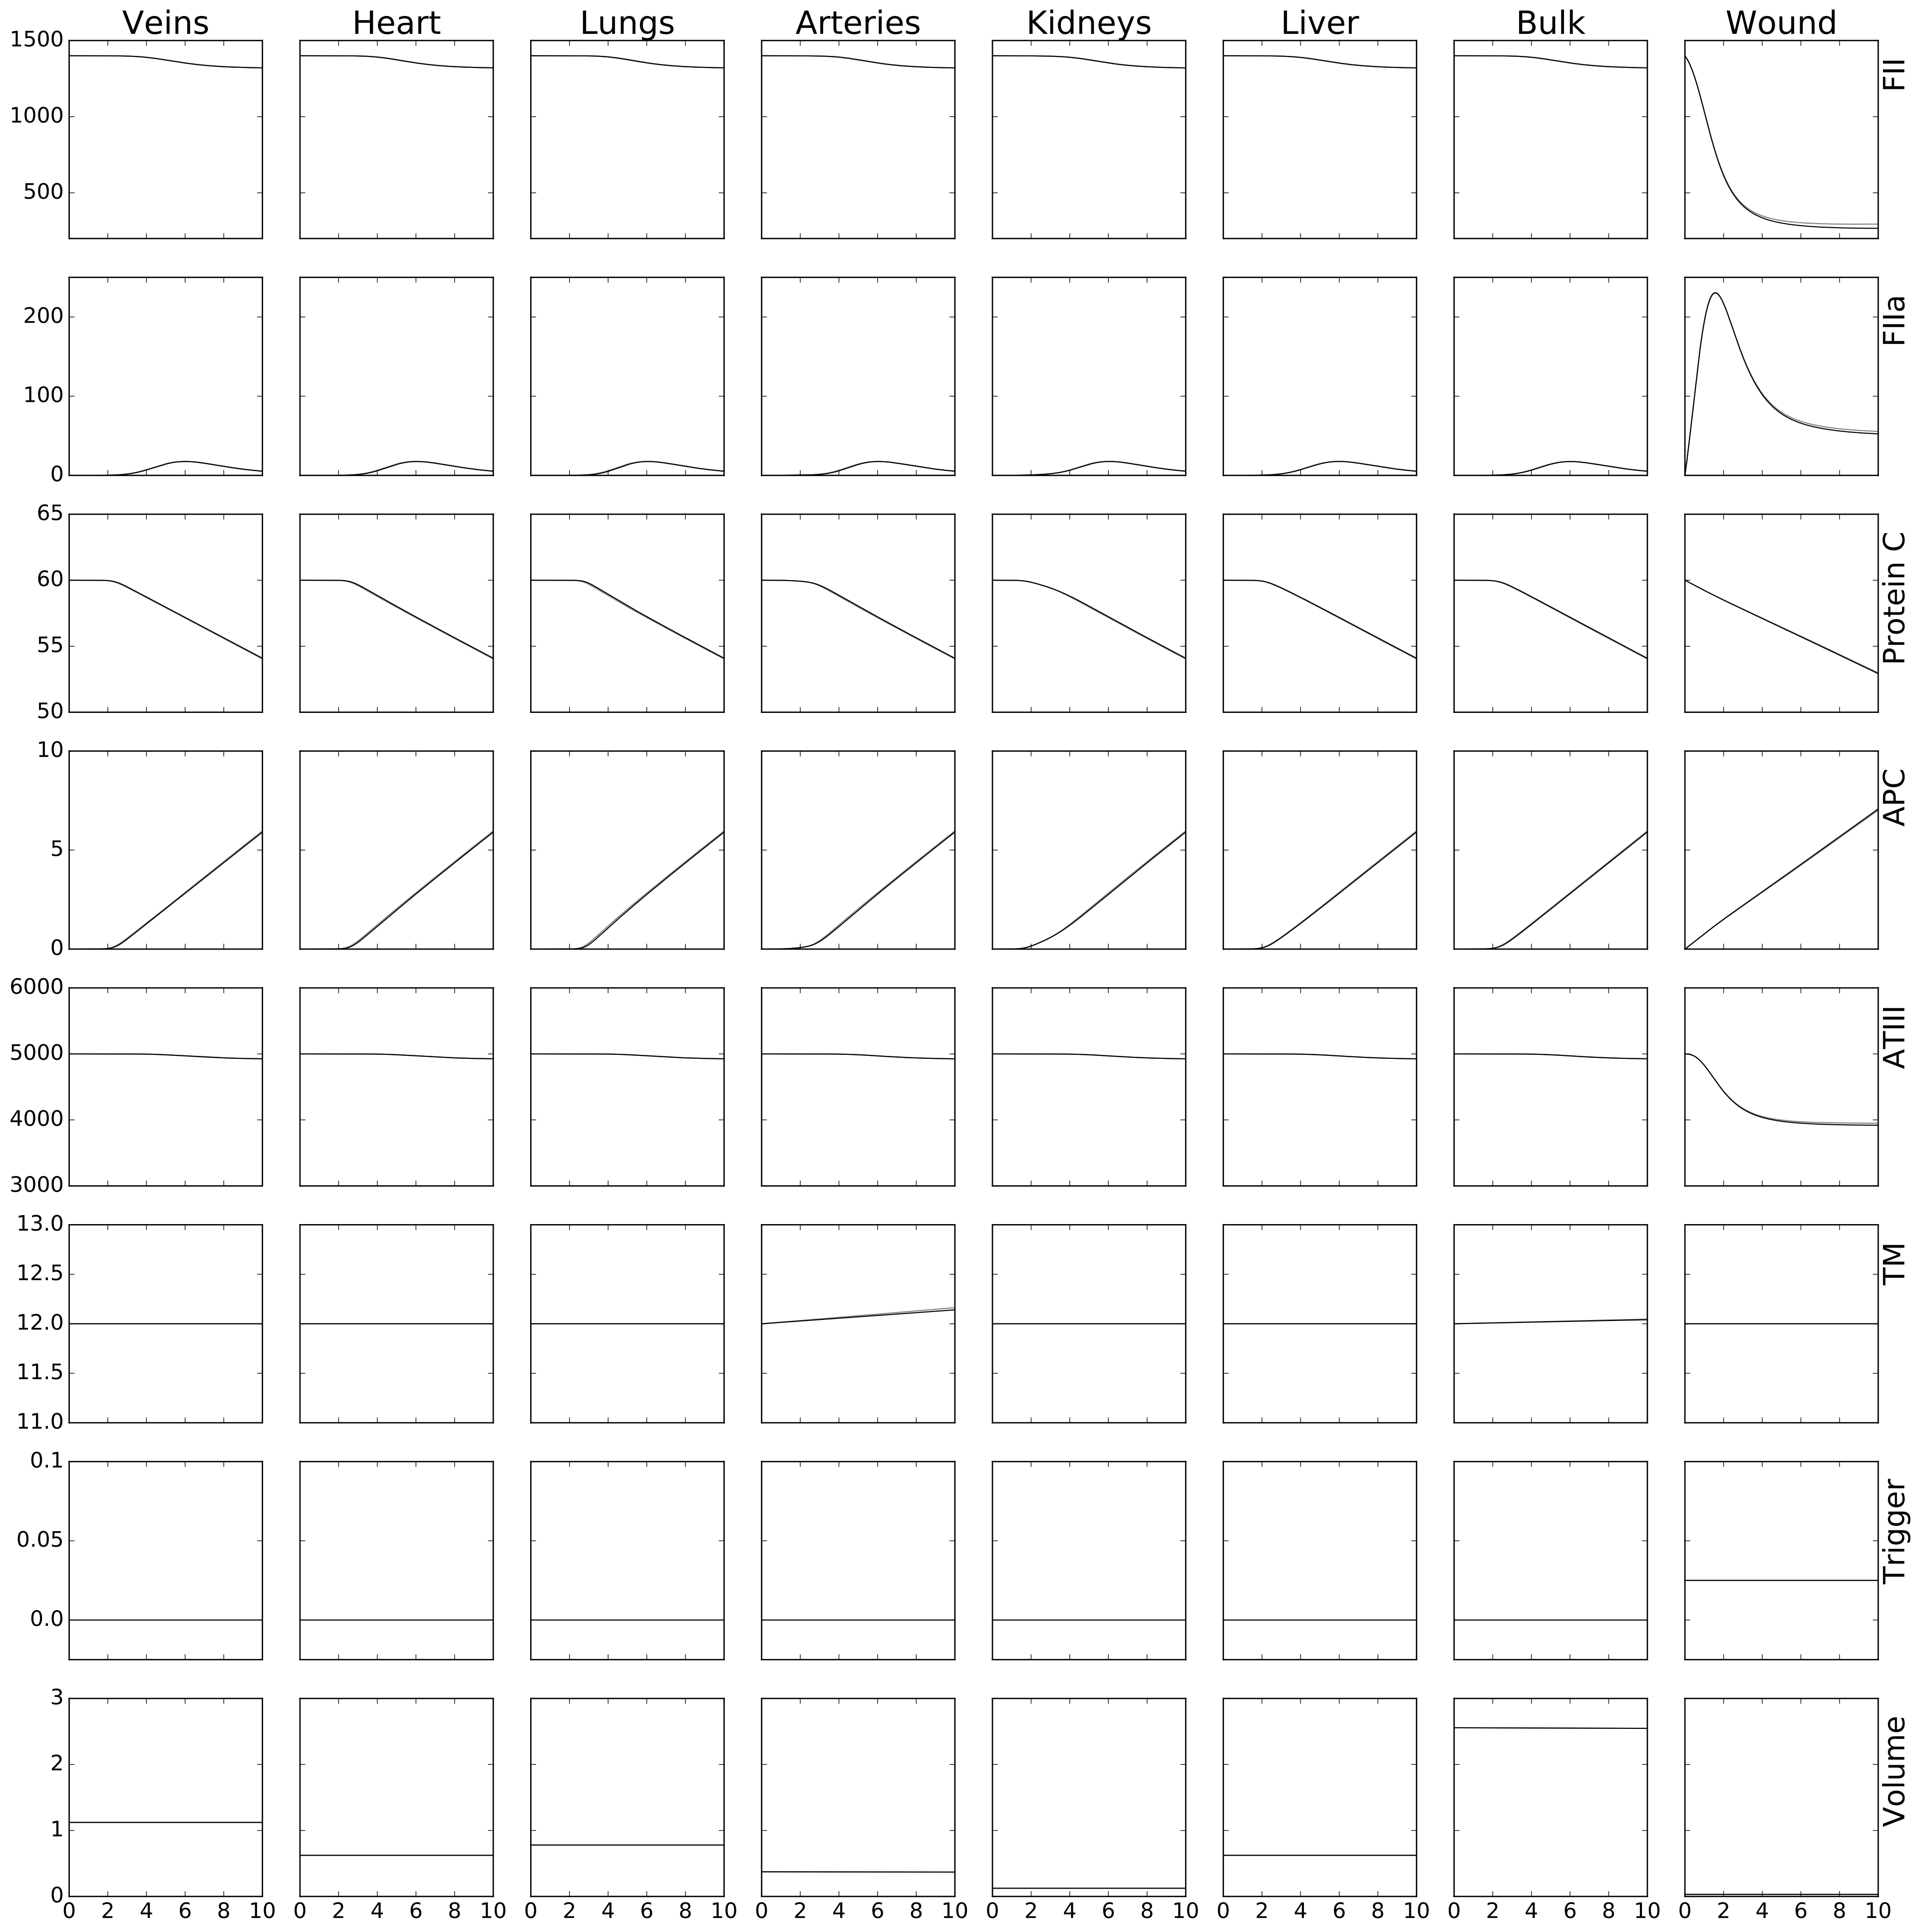 Veins Heart Lungs Arteries Kidneys Liver Bulk Wound
1500
1000
500
FII
200
100
0
FIIa
65
60
55
50
Protein C
10
5
0
APC
6000
5000
4000
3000
ATIII
13.0
12.5
12.0
11.5
11.0
TM
0.1
0.05
0.0
Trigger
3
2
1
0
Volume
0 2 4 6 8 10 0 2 4 6 8 10 0 2 4 6 8 10 0 2 4 6 8 10 0 2 4 6 8 10 0 2 4 6 8 10 0 2 4 6 8 10 0 2 4 6 8 10